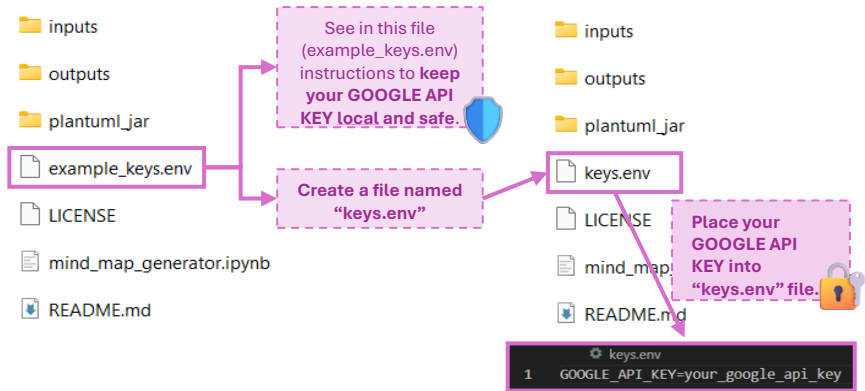 inputs
outputs
plantuml_jar
example_keys.env
LICENSE
mind_map_generator.ipynb
README.md
See in this file
(example_keys.env)
instructions to keep
your GOOGLE API
KEY local and safe.
Create a file named
“keys.env”
inputs
outputs
plantuml_jar
keys.env
LICENSE
mind_map_
README.md
Place your
GOOGLE API
KEY into
“keys.env” file.
keys.env
1 GOOGLE_API_KEY=your_google_api_key